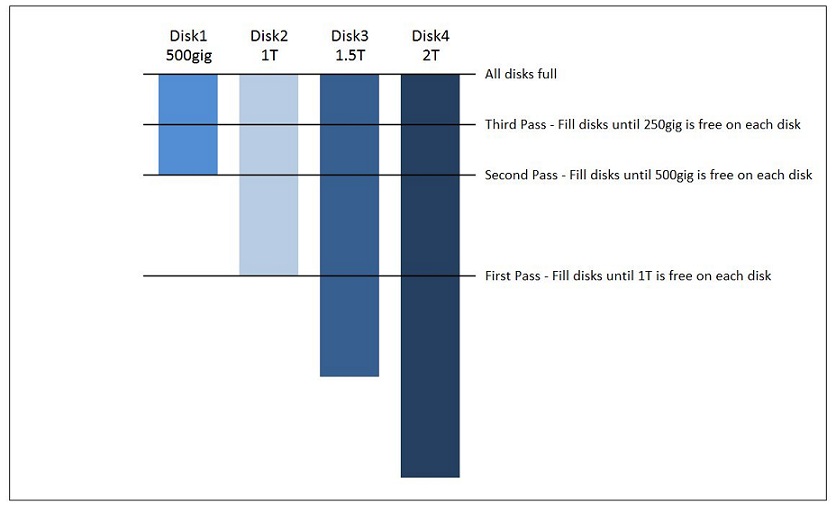 Disk1 Disk2 Disk3 Disk4
500gig 1T 1.5T 2T
All disks full
Third Pass - Fill disks until 250gig is free on each disk
Second Pass - Fill disks until 500gig is free on each disk
First Pass - Fill disks until 1T is free on each disk